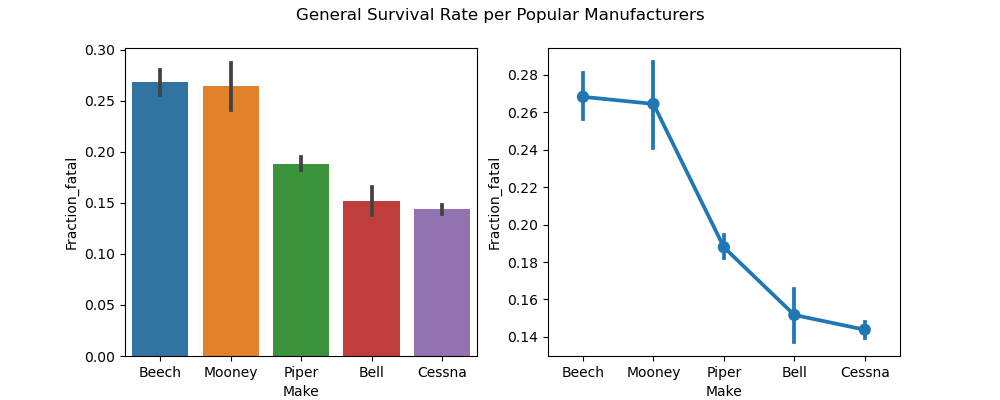 General Survival Rate per Popular Manufacturers
Fraction_fatal
0.30
0.25
0.20
0.15
0.10
0.05
0.00
Beech Mooney Piper Bell Cessna
Make
Fraction_fatal
0.28
0.26
0.24
0.22
0.20
0.18
0.16
0.14
Beech Mooney Piper Bell Cessna
Make